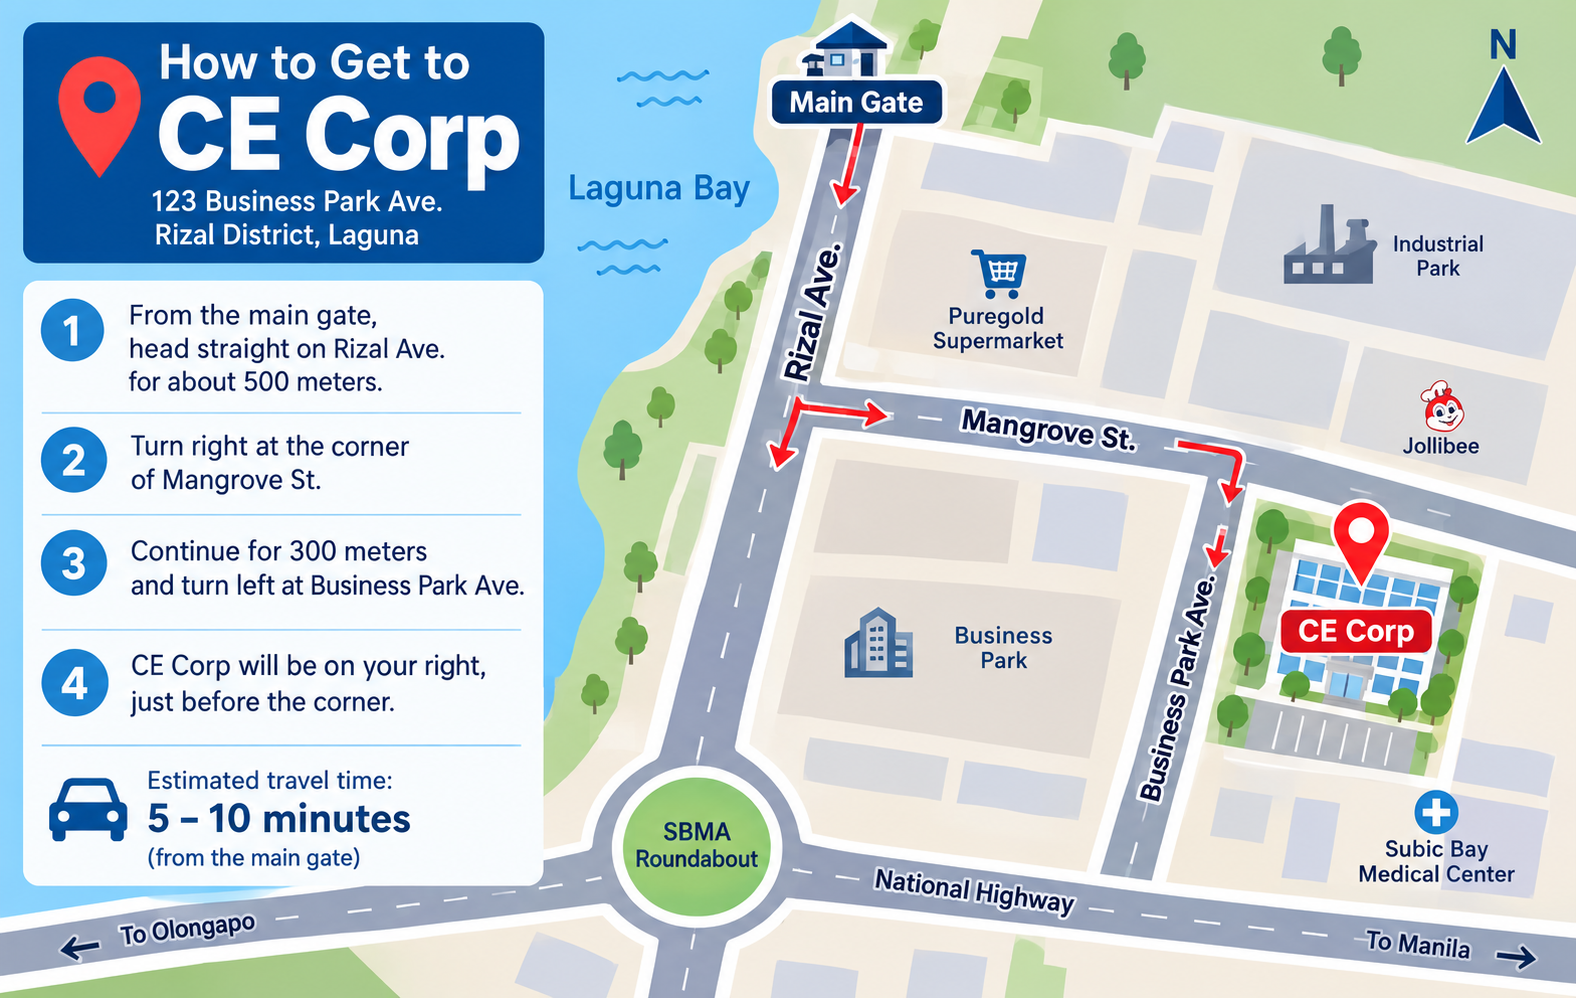 How to Get to
CE Corp
123 Business Park Ave.
Rizal District, Laguna
1
From the main gate,
head straight on Rizal Ave.
for about 500 meters.
2
Turn right at the corner
of Mangrove St.
3
Continue for 300 meters
and turn left at Business Park Ave.
4
CE Corp will be on your right,
just before the corner.
Estimated travel time:
5 – 10 minutes
(from the main gate)
Laguna Bay
Main Gate
N
Rizal Ave.
Puregold
Supermarket
Industrial
Park
Mangrove St.
Jollibee
CE Corp
Business
Park
Business Park Ave.
SBMA
Roundabout
Subic Bay
Medical Center
National Highway
To Olongapo
To Manila